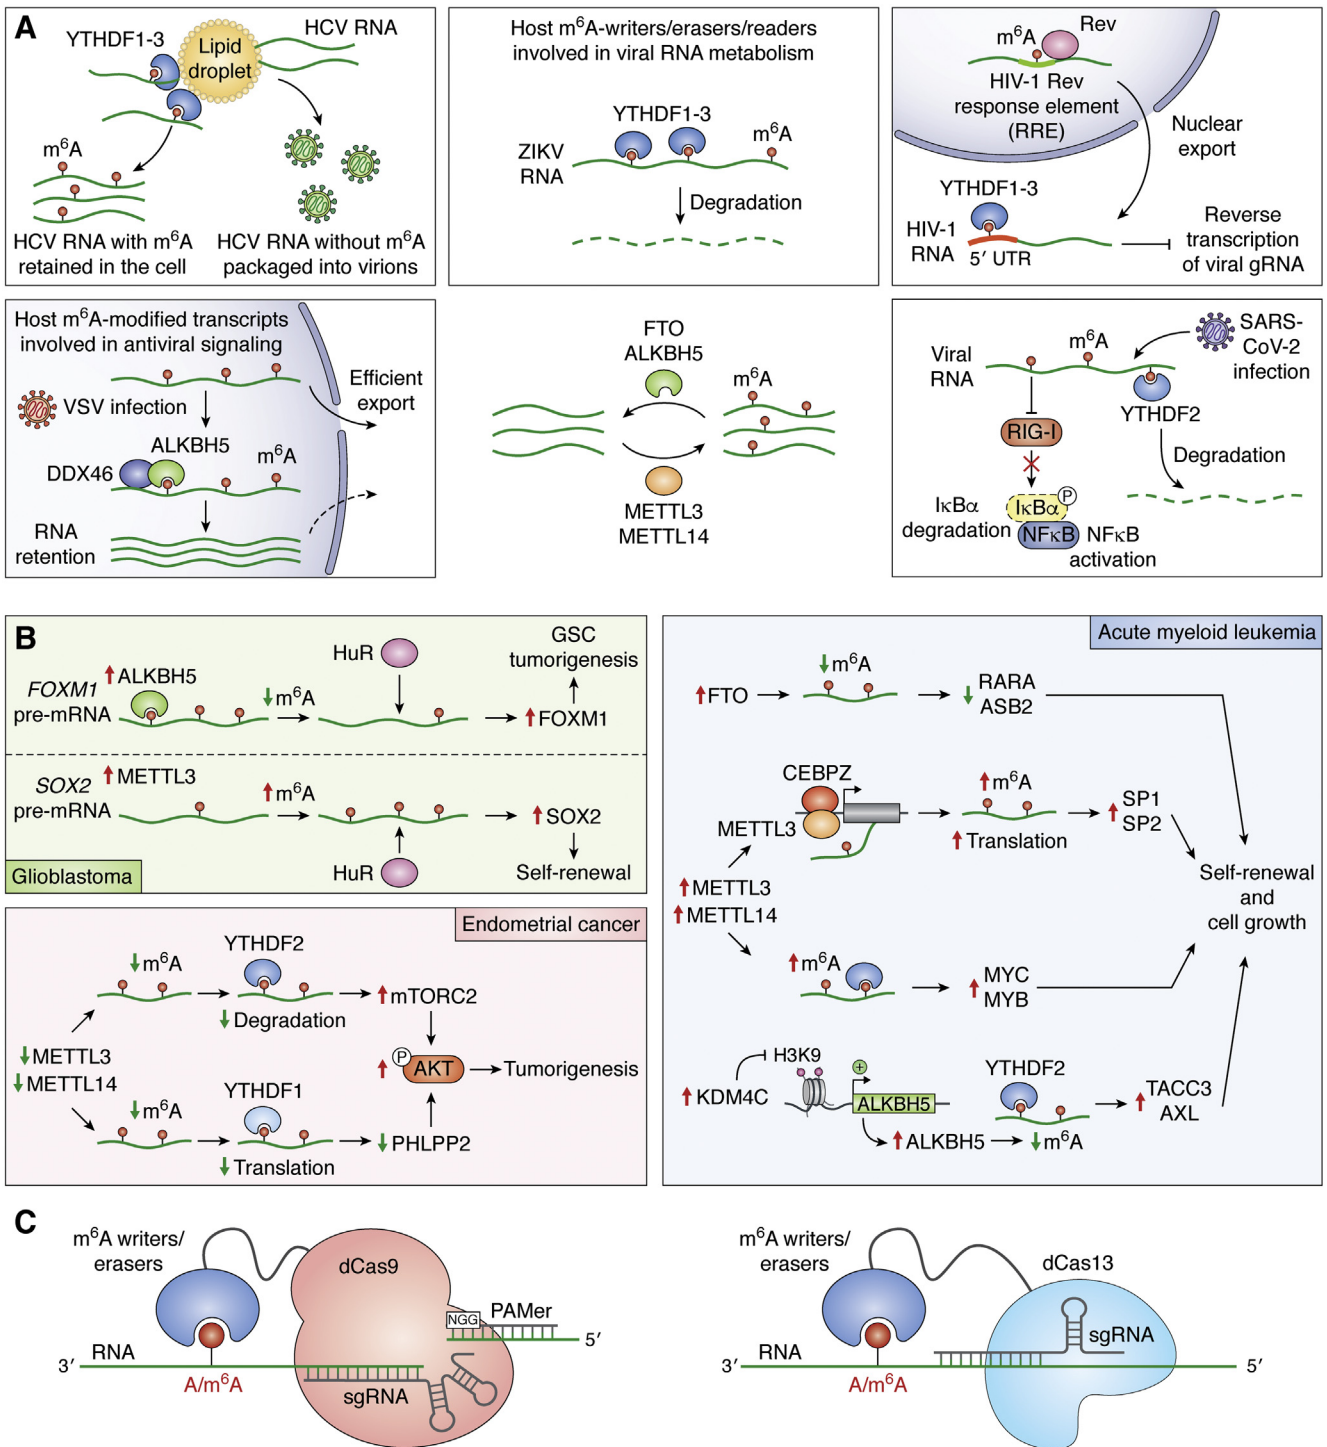 A
YTHDF1-3
Lipid
droplet
HCV RNA
m⁶A
HCV RNA with m⁶A
retained in the cell
HCV RNA without m⁶A
packaged into virions
Host m⁶A-writers/erasers/readers
involved in viral RNA metabolism
YTHDF1-3
m⁶A
ZIKV
RNA
Degradation
m⁶A
Rev
HIV-1 Rev
response element
(RRE)
Nuclear
export
YTHDF1-3
HIV-1
RNA
5′ UTR
Reverse
transcription
of viral gRNA
Host m⁶A-modified transcripts
involved in antiviral signaling
VSV infection
Efficient
export
ALKBH5
DDX46
m⁶A
RNA
retention
FTO
ALKBH5
m⁶A
METTL3
METTL14
SARS-
CoV-2
infection
m⁶A
Viral
RNA
YTHDF2
RIG-I
Degradation
IκBα
degradation
IκBα
P
NFκB
NFκB
activation
B
FOXM1
pre-mRNA
ALKBH5
m⁶A
HuR
GSC
tumorigenesis
FOXM1
SOX2
pre-mRNA
METTL3
m⁶A
HuR
SOX2
Self-renewal
Glioblastoma
Endometrial cancer
METTL3
METTL14
m⁶A
YTHDF2
Degradation
mTORC2
P
AKT
Tumorigenesis
m⁶A
YTHDF1
Translation
PHLPP2
Acute myeloid leukemia
FTO
m⁶A
RARA
ASB2
CEBPZ
METTL3
m⁶A
Translation
SP1
SP2
METTL3
METTL14
Self-renewal
and
cell growth
m⁶A
MYC
MYB
KDM4C
H3K9
+
ALKBH5
ALKBH5
YTHDF2
m⁶A
TACC3
AXL
C
m⁶A writers/
erasers
dCas9
NGG
PAMer
5′
RNA
3′
A/m⁶A
sgRNA
m⁶A writers/
erasers
dCas13
sgRNA
RNA
3′
5′
A/m⁶A